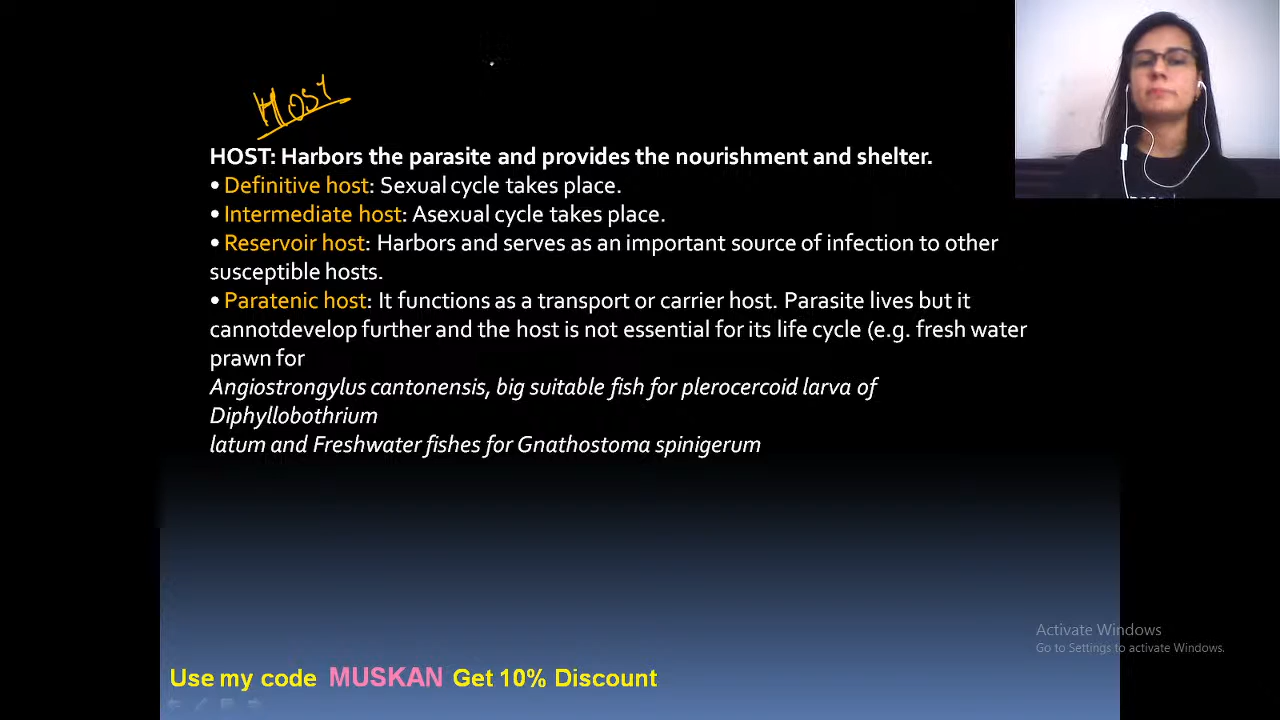 HOST
HOST: Harbors the parasite and provides the nourishment and shelter.
• Definitive host: Sexual cycle takes place.
• Intermediate host: Asexual cycle takes place.
• Reservoir host: Harbors and serves as an important source of infection to other
susceptible hosts.
• Paratenic host: It functions as a transport or carrier host. Parasite lives but it
cannotdevelop further and the host is not essential for its life cycle (e.g. fresh water
prawn for
Angiostrongylus cantonensis, big suitable fish for plerocercoid larva of
Diphyllobothrium
latum and Freshwater fishes for Gnathostoma spinigerum
Activate Windows
Go to Settings to activate Windows.
Use my code MUSKAN Get 10% Discount